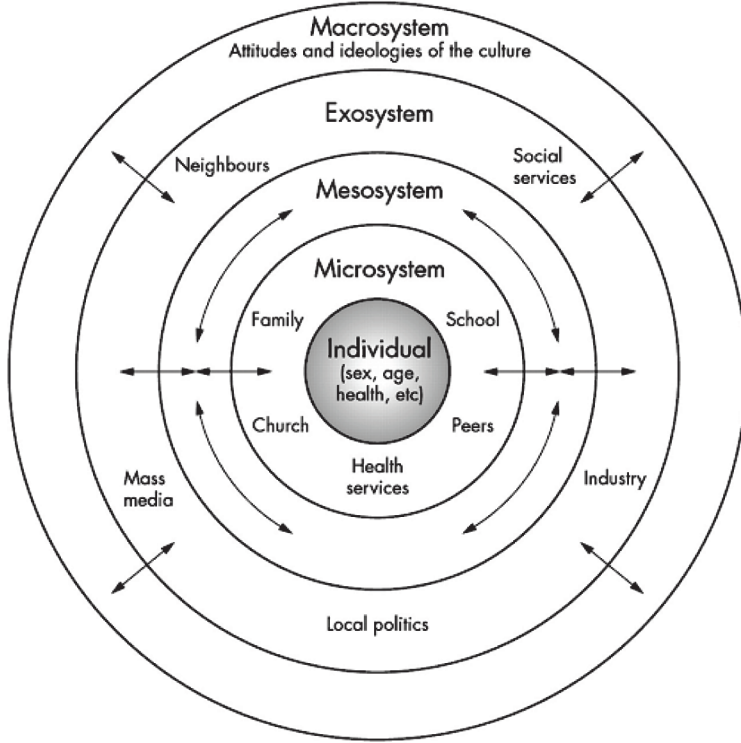 Macrosystem
Attitudes and ideologies of the culture
Exosystem
Neighbours
Social
services
Mesosystem
Microsystem
Family
School
Individual
(sex, age,
health, etc)
Church
Peers
Health
services
Mass
media
Industry
Local politics